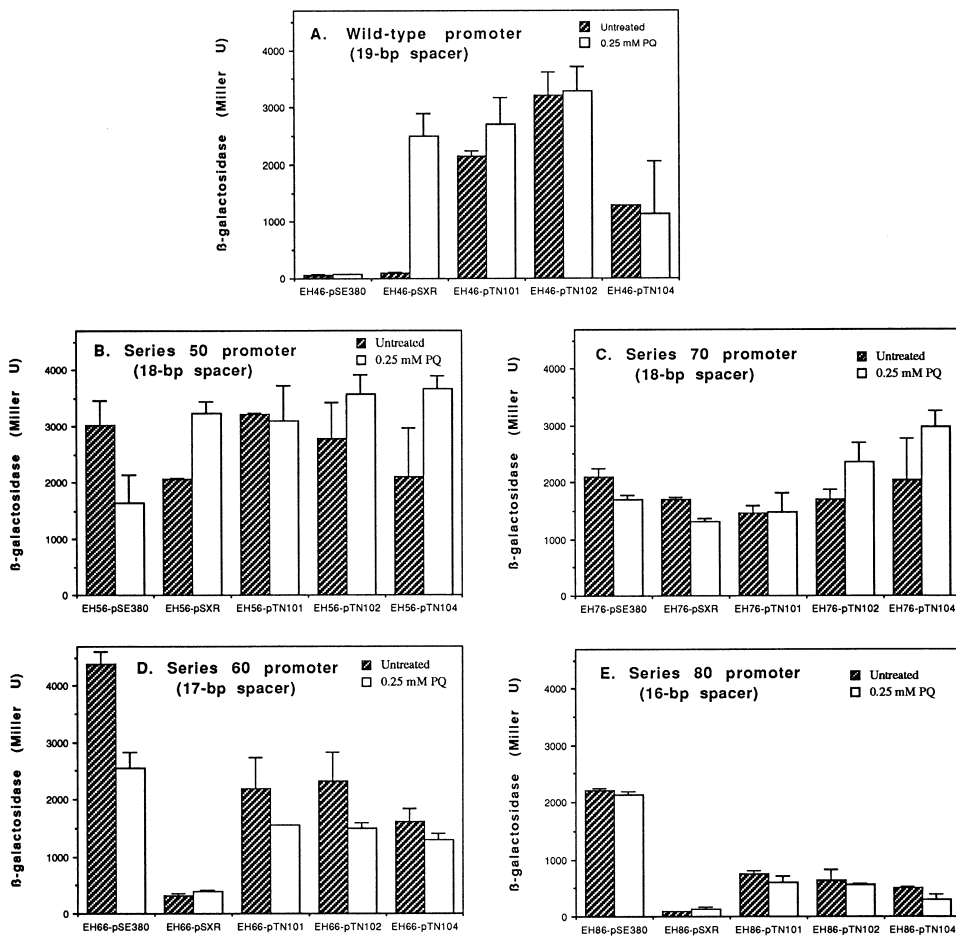 A. Wild-type promoter
(19-bp spacer)
Untreated
0.25 mM PQ
ß-galactosidase (Miller U)
4000
3000
2000
1000
0
EH46-pSE380 EH46-pSXR EH46-pTN101 EH46-pTN102 EH46-pTN104
B. Series 50 promoter
(18-bp spacer)
Untreated
0.25 mM PQ
ß-galactosidase (Miller U)
4000
3000
2000
1000
0
EH56-pSE380 EH56-pSXR EH56-pTN101 EH56-pTN102 EH56-pTN104
C. Series 70 promoter
(18-bp spacer)
Untreated
0.25 mM PQ
ß-galactosidase (Miller U)
4000
3000
2000
1000
0
EH76-pSE380 EH76-pSXR EH76-pTN101 EH76-pTN102 EH76-pTN104
D. Series 60 promoter
(17-bp spacer)
Untreated
0.25 mM PQ
ß-galactosidase (Miller U)
4000
3000
2000
1000
0
EH66-pSE380 EH66-pSXR EH66-pTN101 EH66-pTN102 EH66-pTN104
E. Series 80 promoter
(16-bp spacer)
Untreated
0.25 mM PQ
ß-galactosidase (Miller U)
4000
3000
2000
1000
0
EH86-pSE380 EH86-pSXR EH86-pTN101 EH86-pTN102 EH86-pTN104